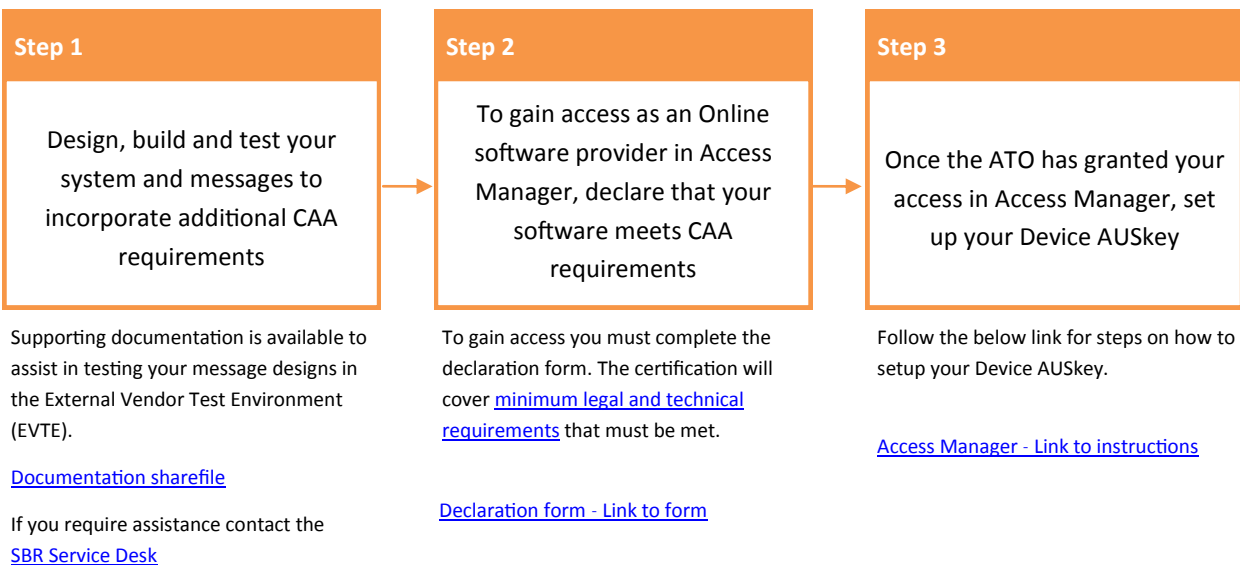 Step 1
Design, build and test your
system and messages to
incorporate additional CAA
requirements
Supporting documentation is available to
assist in testing your message designs in
the External Vendor Test Environment
(EVTE).
Documentation sharefile
If you require assistance contact the
SBR Service Desk
Step 2
To gain access as an Online
software provider in Access
Manager, declare that your
software meets CAA
requirements
To gain access you must complete the
declaration form. The certification will
cover minimum legal and technical
requirements that must be met.
Declaration form - Link to form
Step 3
Once the ATO has granted your
access in Access Manager, set
up your Device AUSkey
Follow the below link for steps on how to
setup your Device AUSkey.
Access Manager - Link to instructions